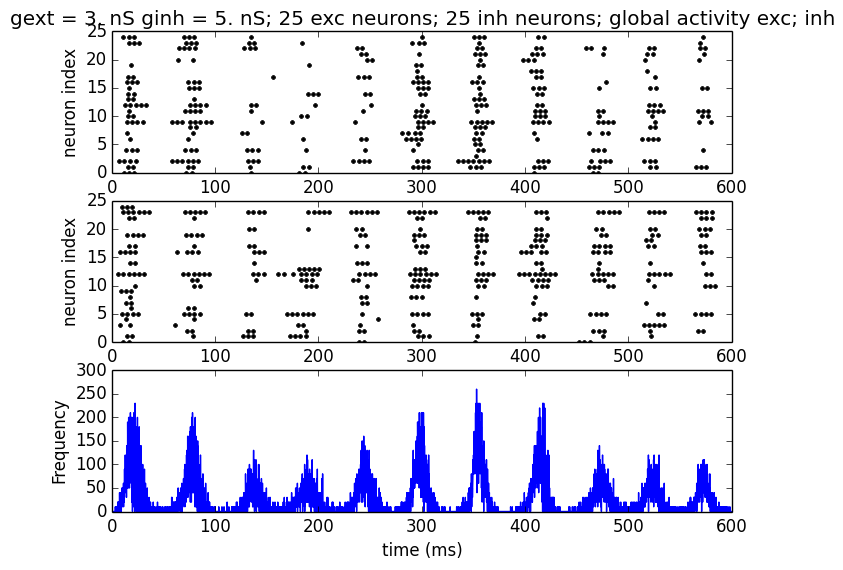 gext = 3. nS ginh = 5. nS; 25 exc neurons; 25 inh neurons; global activity exc; inh
25
20
15
10
5
0
neuron index
0 100 200 300 400 500 600
25
20
15
10
5
0
neuron index
0 100 200 300 400 500 600
300
250
200
150
100
50
0
Frequency
0 100 200 300 400 500 600
time (ms)